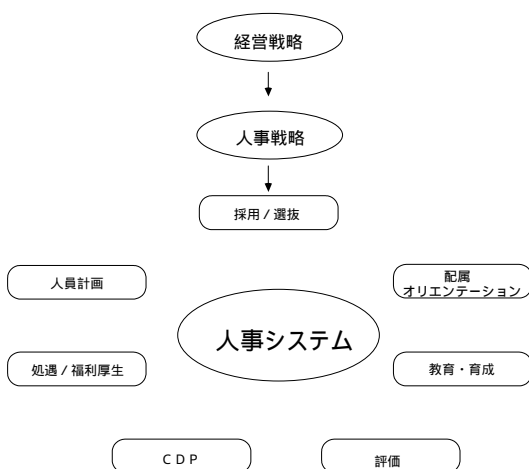 経営戦略
人事戦略
採用 / 選抜
人員計画
配属
オリエンテーション
人事システム
処遇 / 福利厚生
教育・育成
ＣＤＰ
評価